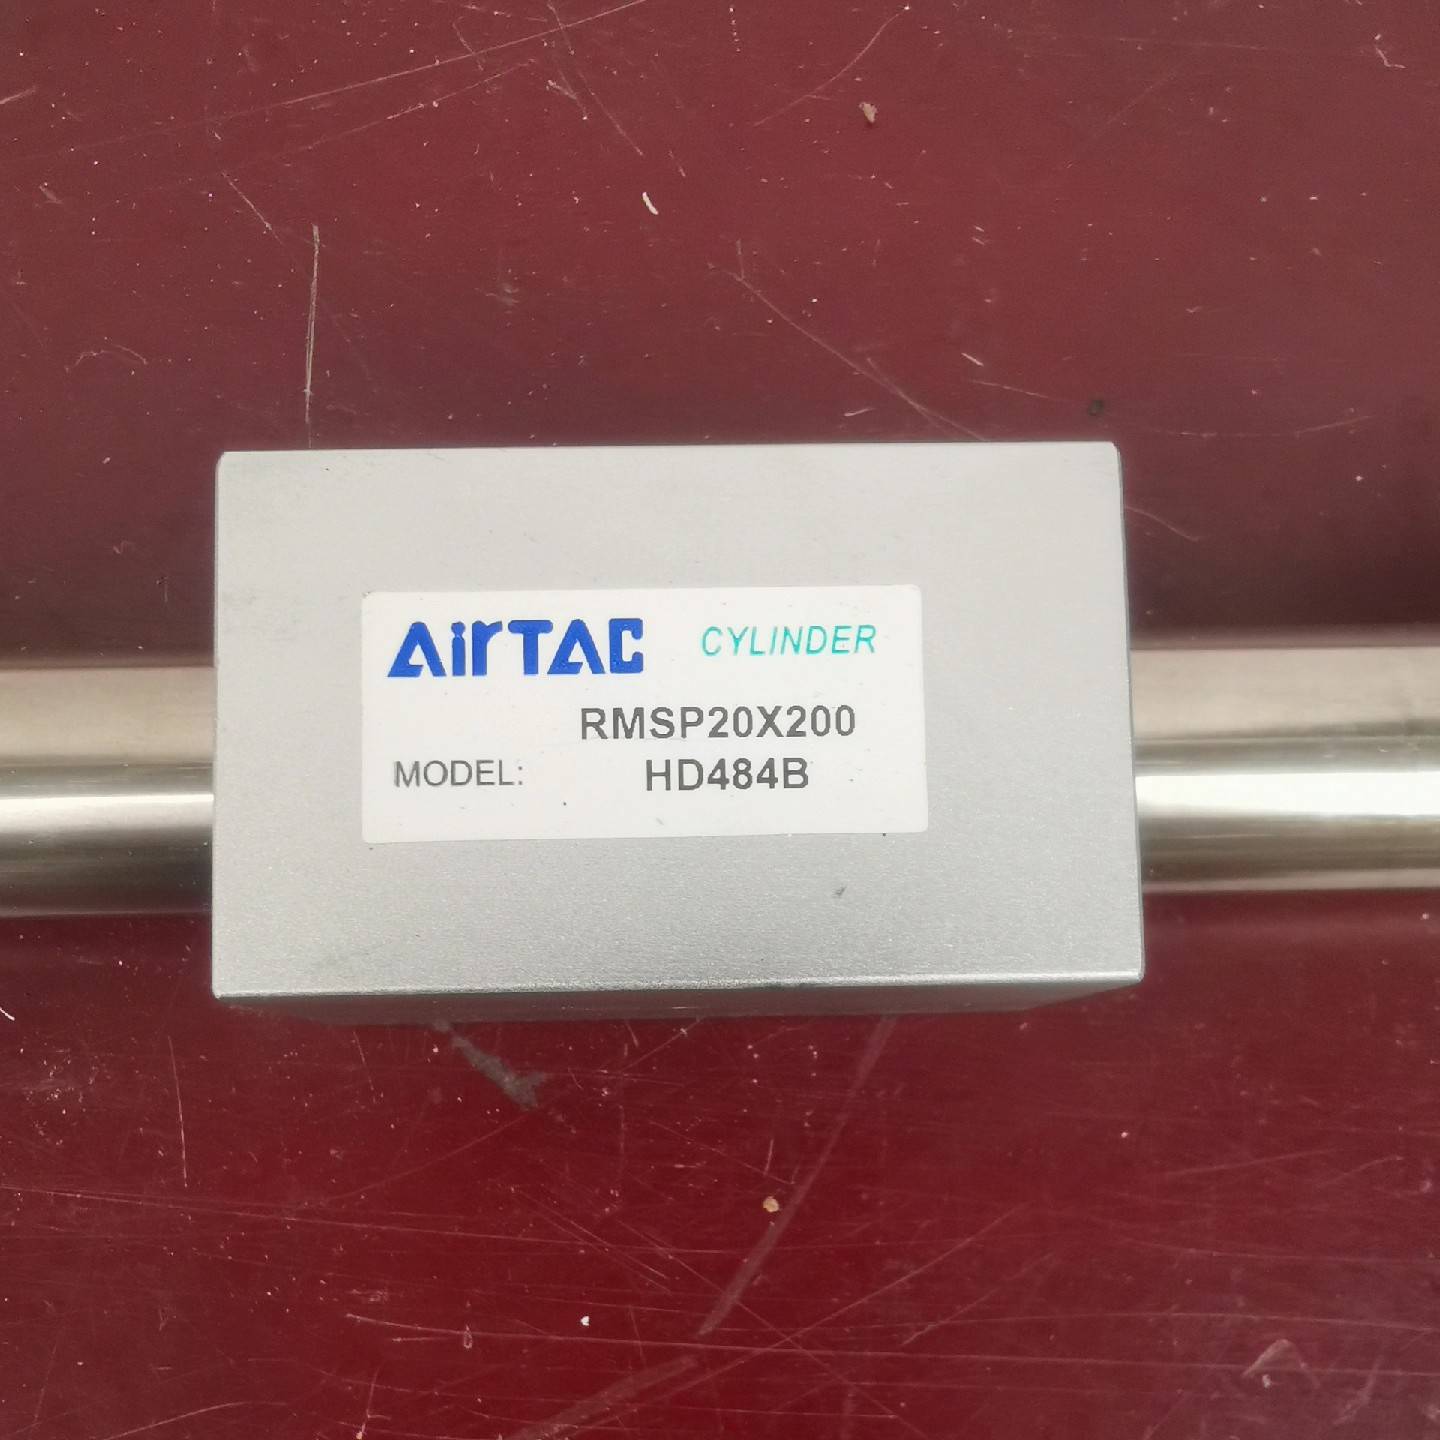 AirTAC CYLINDER
RMSP20X200
MODEL: HD484B